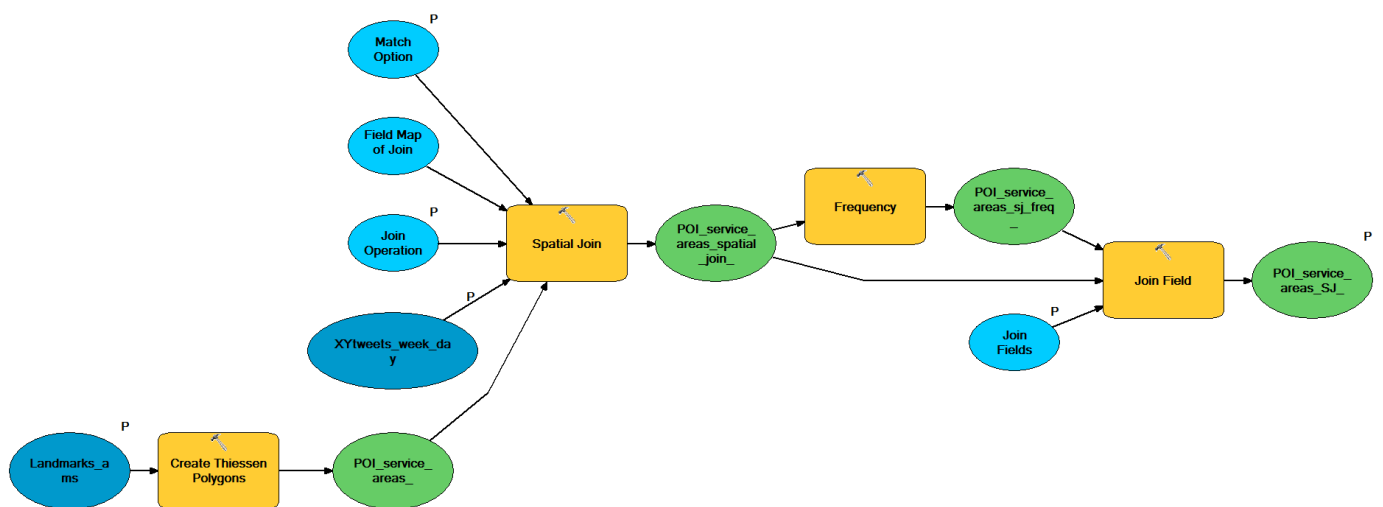 P
Match
Option
Field Map
of Join
P
Join
Operation
Spatial Join
P
XYtweets_week_da
y
P
Landmarks_a
ms
Create Thiessen
Polygons
POI_service_
areas_
POI_service_
areas_spatial
_join_
Frequency
POI_service_
areas_sj_freq
_
P
Join
Fields
Join Field
P
POI_service_
areas_SJ_